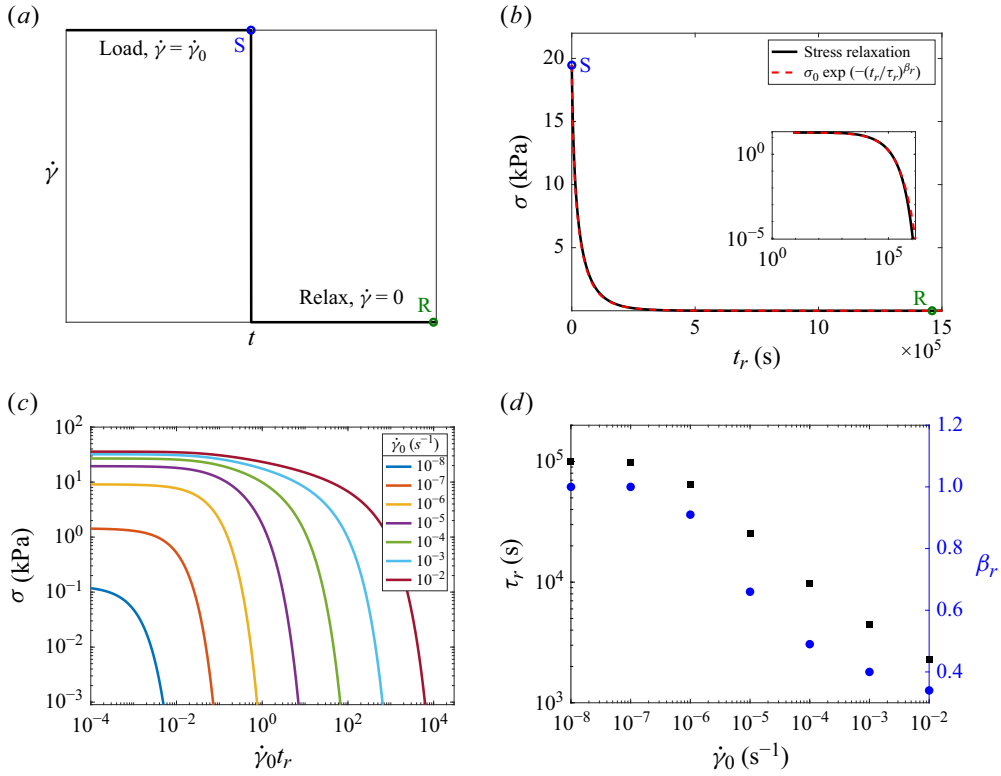 (a)
Load, γ̇ = γ̇₀
S
γ̇
Relax, γ̇ = 0
R
t
(b)
20
15
10
5
0
5
10
15
×10⁵
σ (kPa)
t_r (s)
S
R
Stress relaxation
σ₀ exp (−(t_r/τ_r)^β_r)
10⁰
10⁻⁵
10⁰
10⁵
(c)
10²
10¹
10⁰
10⁻¹
10⁻²
10⁻³
σ (kPa)
γ̇₀ (s⁻¹)
10⁻⁸
10⁻⁷
10⁻⁶
10⁻⁵
10⁻⁴
10⁻³
10⁻²
10⁻⁴
10⁻²
10⁰
10²
10⁴
γ̇₀t_r
(d)
10⁵
10⁴
10³
τ_r (s)
1.2
1.0
0.8
0.6
0.4
β_r
10⁻⁸
10⁻⁷
10⁻⁶
10⁻⁵
10⁻⁴
10⁻³
10⁻²
γ̇₀ (s⁻¹)